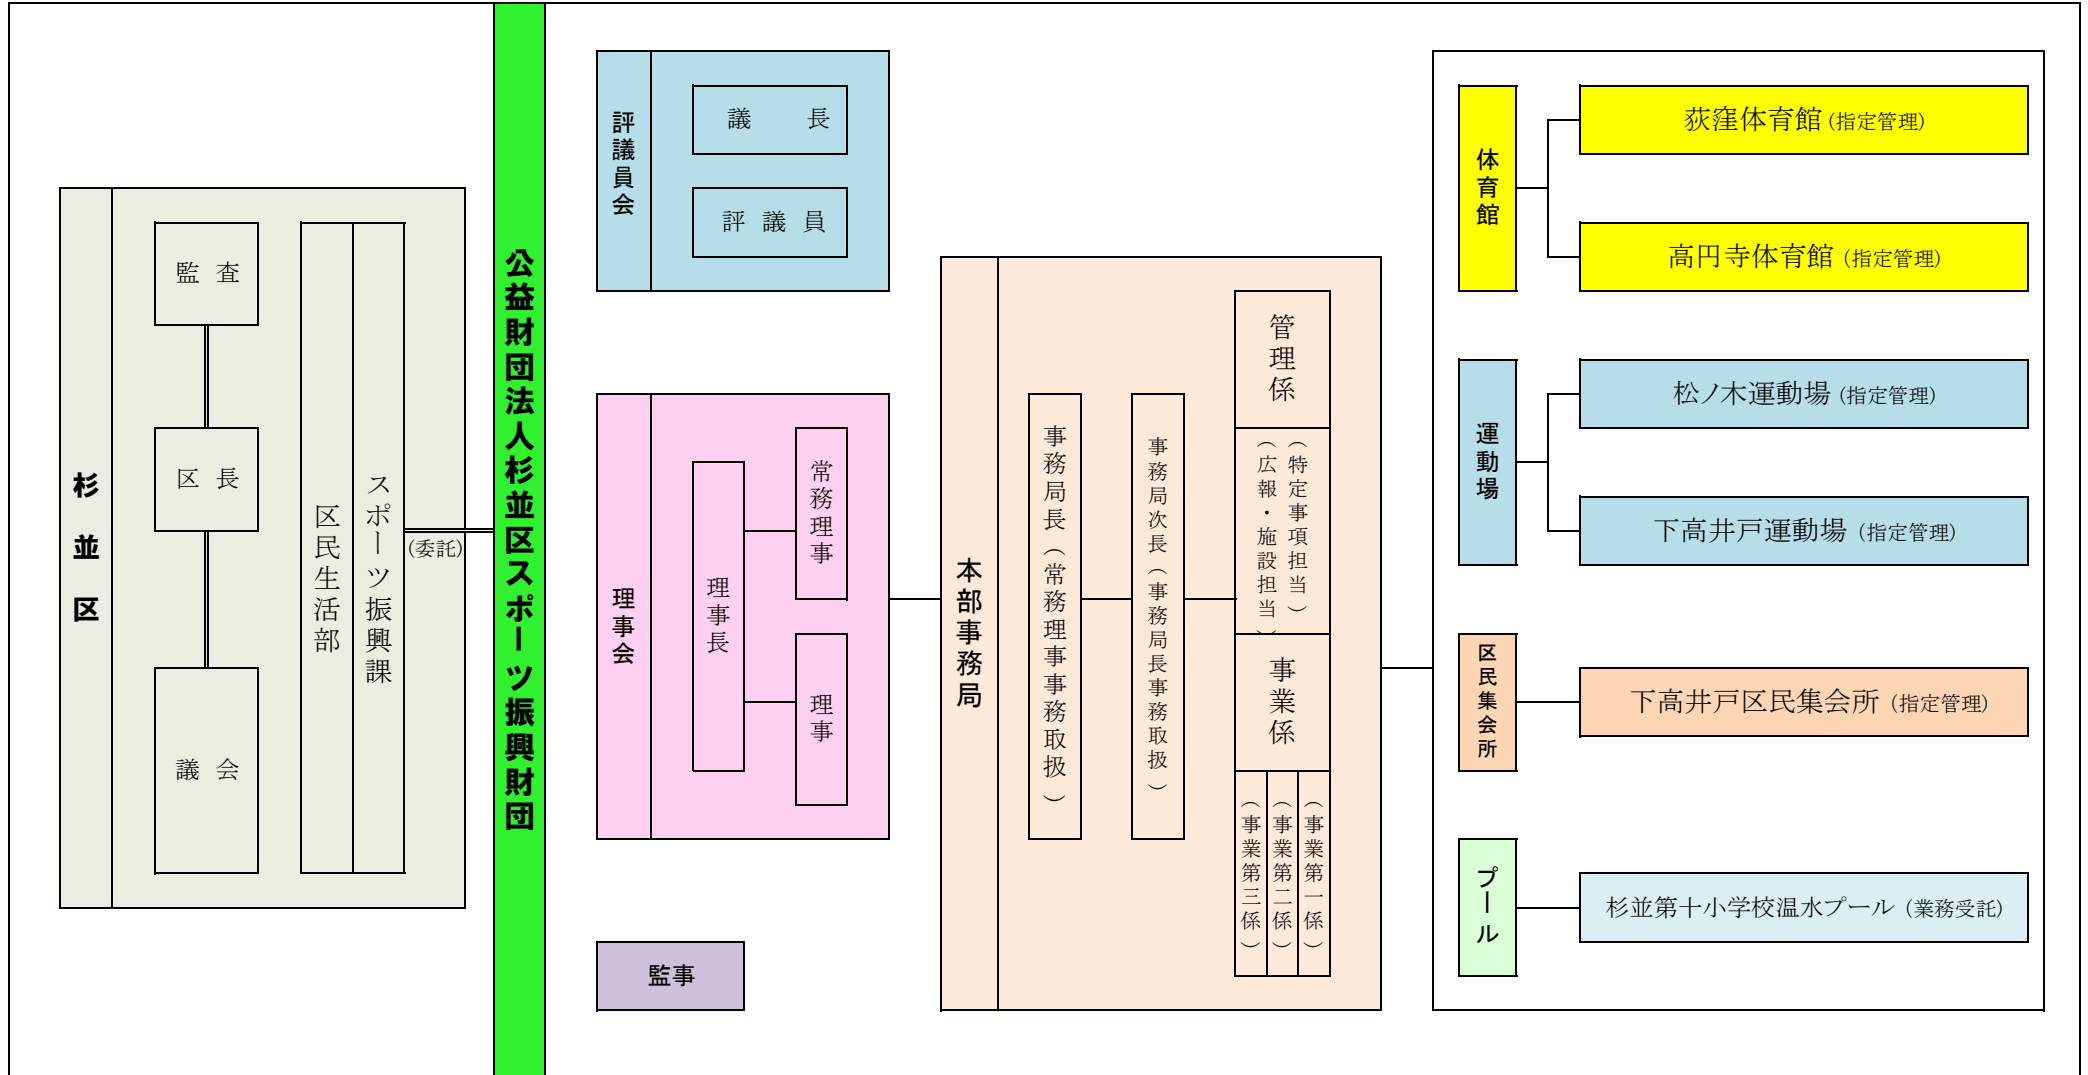 杉並区
監査
区長
議会
区民生活部
スポーツ振興課
(委託)
公益財団法人杉並区スポーツ振興財団
評議員会
議長
評議員
理事会
理事長
常務理事
理事
監事
本部事務局
事務局長（常務理事事務取扱）
事務局次長（事務局長事務取扱）
管理係
（特定事項担当）
（広報・施設担当）
事業係
（事業第一係）
（事業第二係）
（事業第三係）
体育館
荻窪体育館(指定管理)
高円寺体育館(指定管理)
運動場
松ノ木運動場(指定管理)
下高井戸運動場(指定管理)
区民集会所
下高井戸区民集会所(指定管理)
プール
杉並第十小学校温水プール(業務受託)